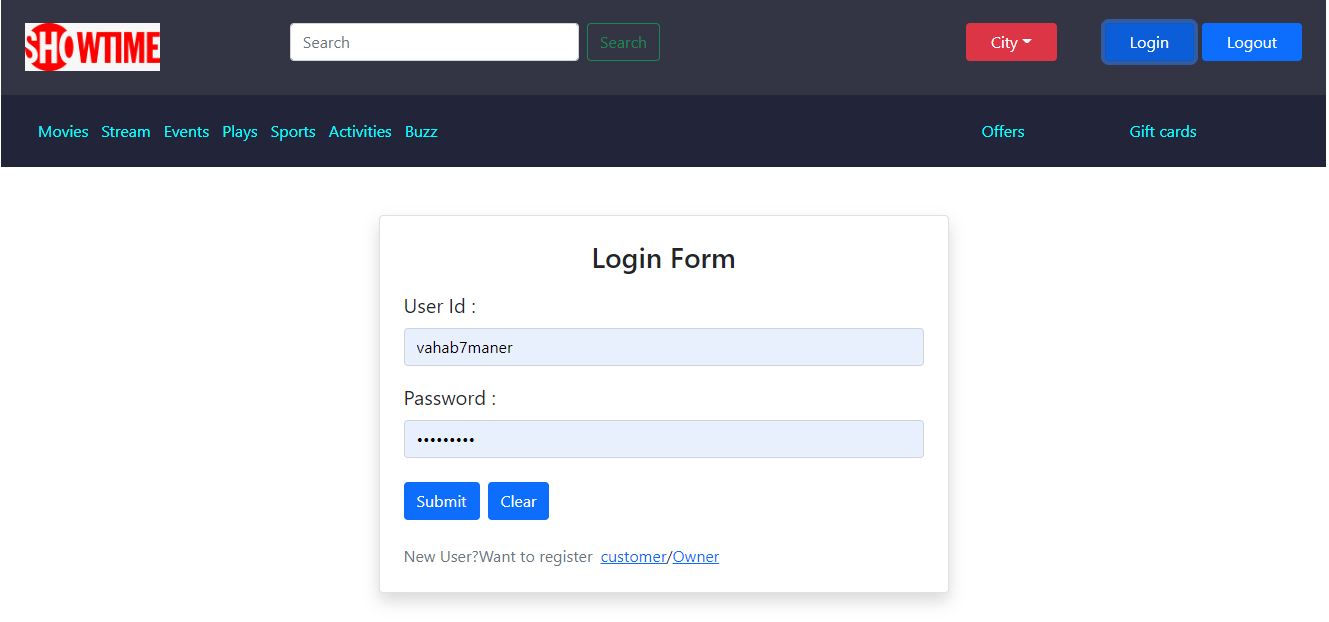 SHOWTIME Search Search City Login Logout
Movies Stream Events Plays Sports Activities Buzz Offers Gift cards
Login Form
User Id :
vahab7maner
Password :
•••••••••
Submit Clear
New User?Want to register customer/Owner